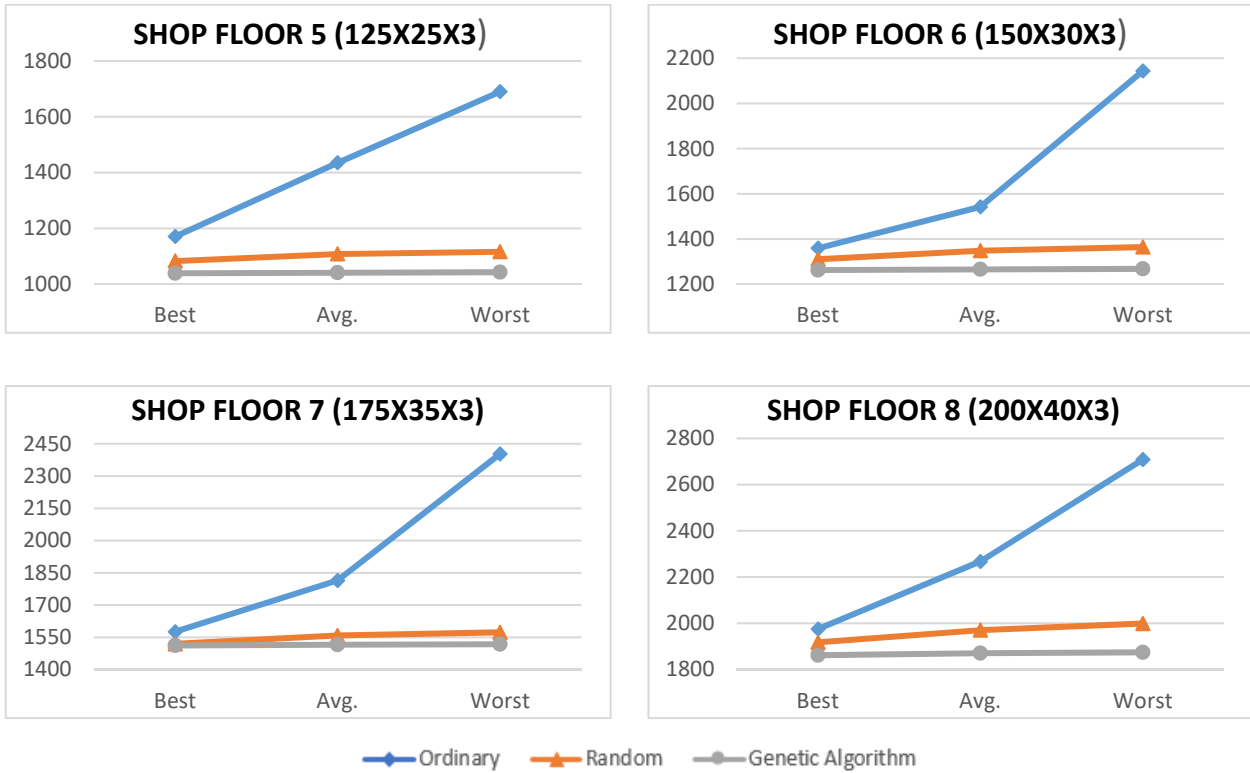 SHOP FLOOR 5 (125X25X3)
1800
1600
1400
1200
1000
Best Avg. Worst
SHOP FLOOR 6 (150X30X3)
2200
2000
1800
1600
1400
1200
Best Avg. Worst
SHOP FLOOR 7 (175X35X3)
2450
2300
2150
2000
1850
1700
1550
1400
Best Avg. Worst
SHOP FLOOR 8 (200X40X3)
2800
2600
2400
2200
2000
1800
Best Avg. Worst
Ordinary Random Genetic Algorithm